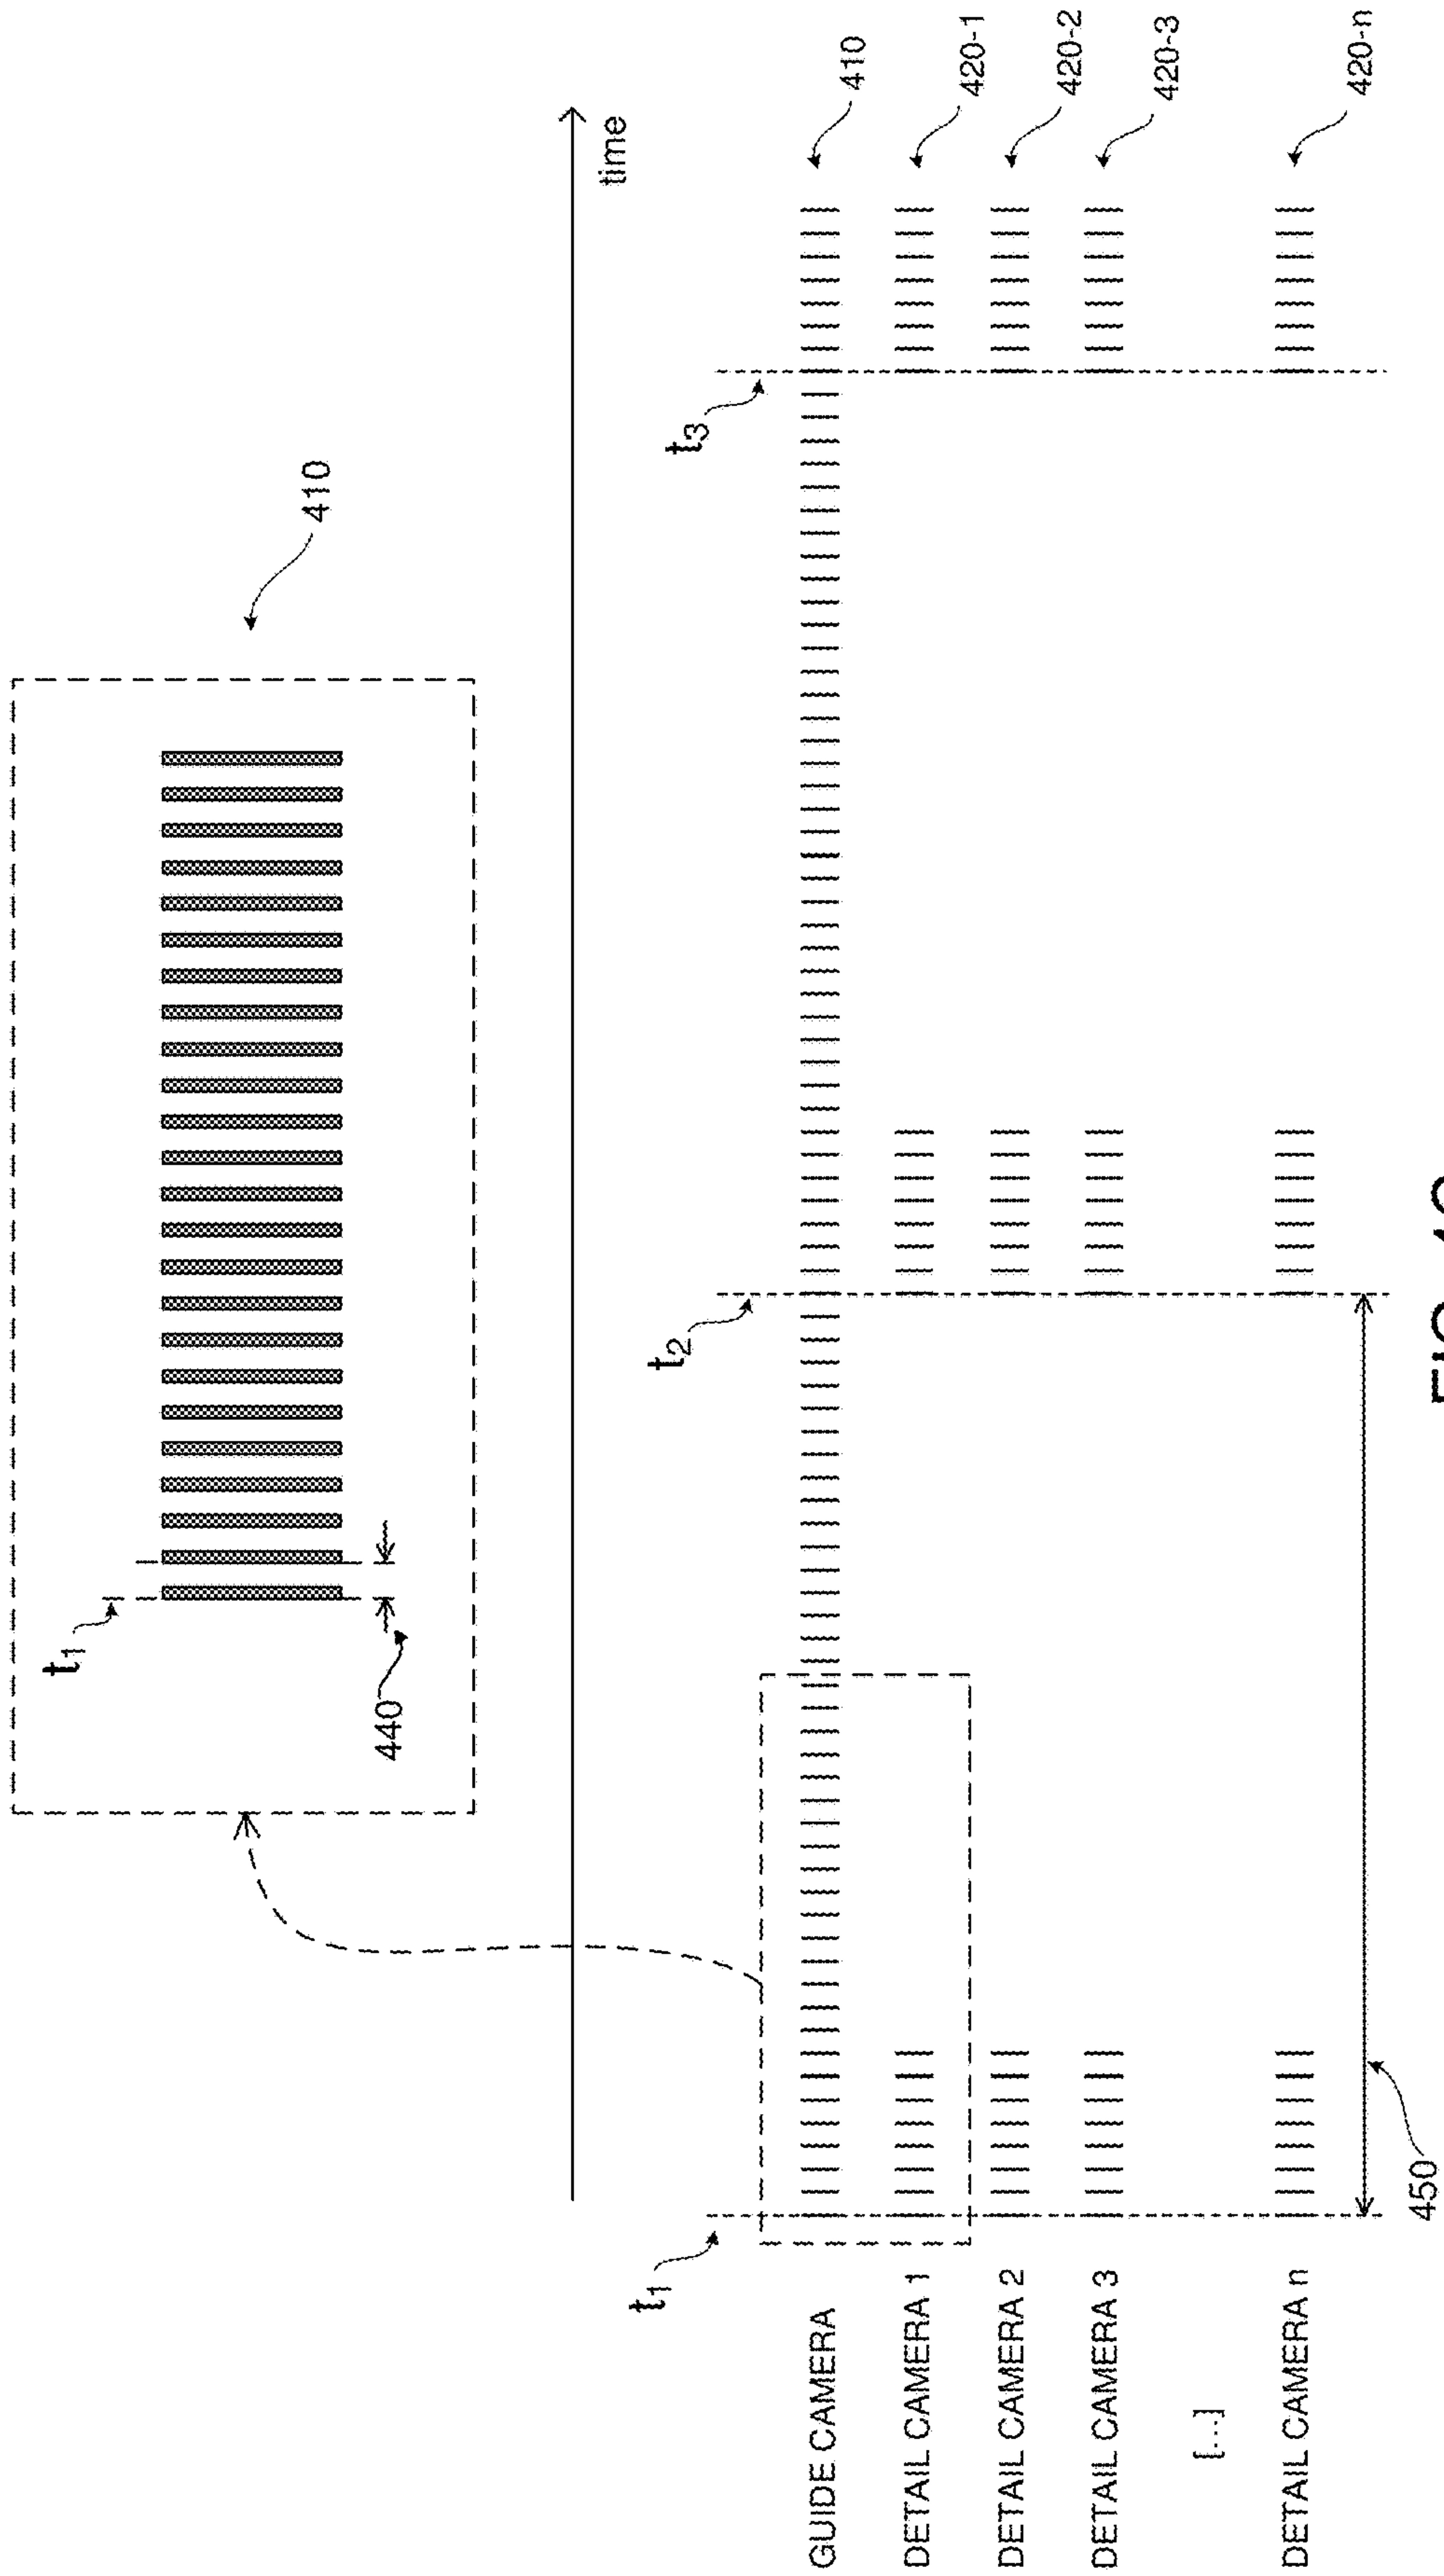 410
t1
440
time
t1
t2
t3
GUIDE CAMERA
410
DETAIL CAMERA 1
420-1
DETAIL CAMERA 2
420-2
DETAIL CAMERA 3
420-3
[...]
DETAIL CAMERA n
420-n
450